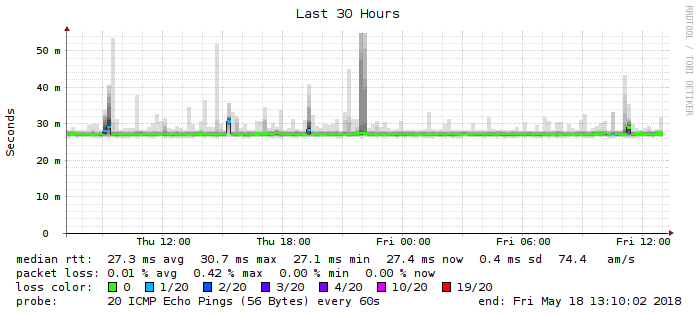 Last 30 Hours
RRDTOOL / TOBI OETIKER
Seconds
50 m
40 m
30 m
20 m
10 m
0
Thu 12:00 Thu 18:00 Fri 00:00 Fri 06:00 Fri 12:00
median rtt: 27.3 ms avg 30.7 ms max 27.1 ms min 27.4 ms now 0.4 ms sd 74.4 am/s
packet loss: 0.01 % avg 0.42 % max 0.00 % min 0.00 % now
loss color: 0 1/20 2/20 3/20 4/20 10/20 19/20
probe: 20 ICMP Echo Pings (56 Bytes) every 60s end: Fri May 18 13:10:02 2018